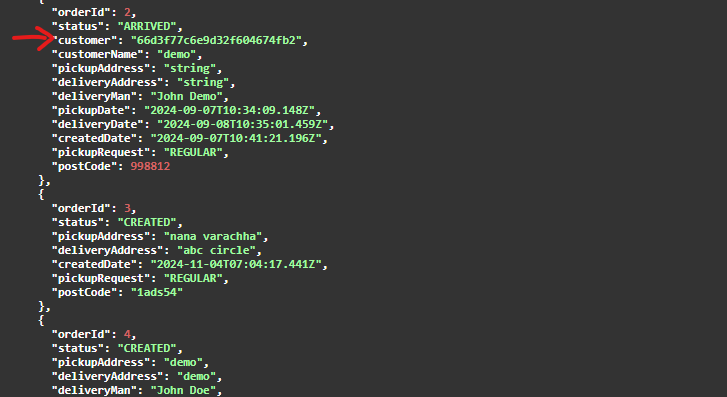 {
"orderId": 2,
"status": "ARRIVED",
"customer": "66d3f77c6e9d32f604674fb2",
"customerName": "demo",
"pickupAddress": "string",
"deliveryAddress": "string",
"deliveryMan": "John Demo",
"pickupDate": "2024-09-07T10:34:09.148Z",
"deliveryDate": "2024-09-08T10:35:01.459Z",
"createdDate": "2024-09-07T10:41:21.196Z",
"pickupRequest": "REGULAR",
"postCode": 998812
},
{
"orderId": 3,
"status": "CREATED",
"pickupAddress": "nana varachha",
"deliveryAddress": "abc circle",
"createdDate": "2024-11-04T07:04:17.441Z",
"pickupRequest": "REGULAR",
"postCode": "1ads54"
},
{
"orderId": 4,
"status": "CREATED",
"pickupAddress": "demo",
"deliveryAddress": "demo",
"deliveryMan": "John Doe",